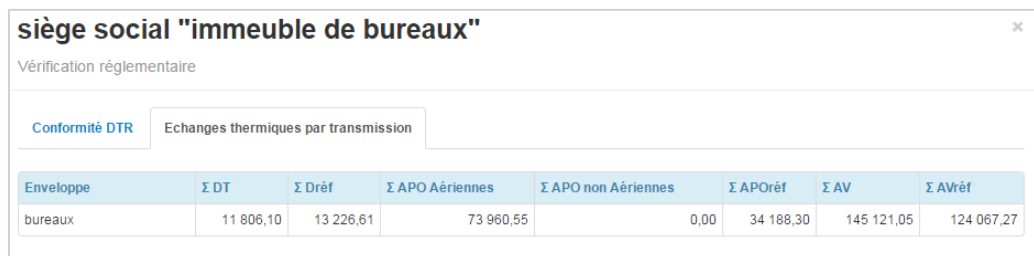 siège social "immeuble de bureaux"
×
Vérification réglementaire
Conformité DTR Echanges thermiques par transmission
Enveloppe Σ DT Σ Dréf Σ APO Aériennes Σ APO non Aériennes Σ APOréf Σ AV Σ AVréf
bureaux 11 806,10 13 226,61 73 960,55 0,00 34 188,30 145 121,05 124 067,27